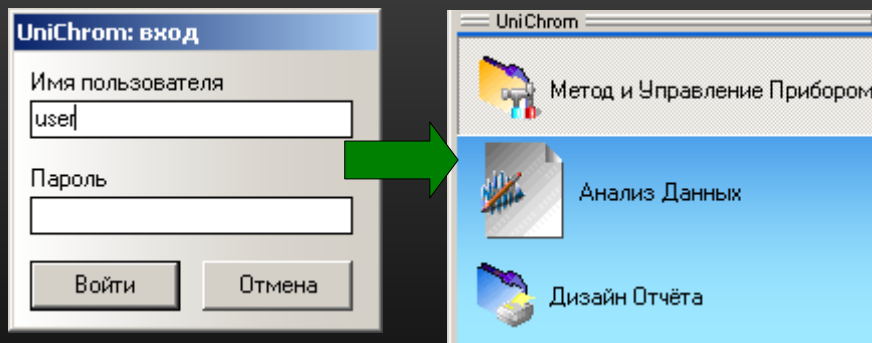 UniChrom: вход
Имя пользователя
user
Пароль
Войти
Отмена
UniChrom
Метод и Управление Прибором
Анализ Данных
Дизайн Отчёта